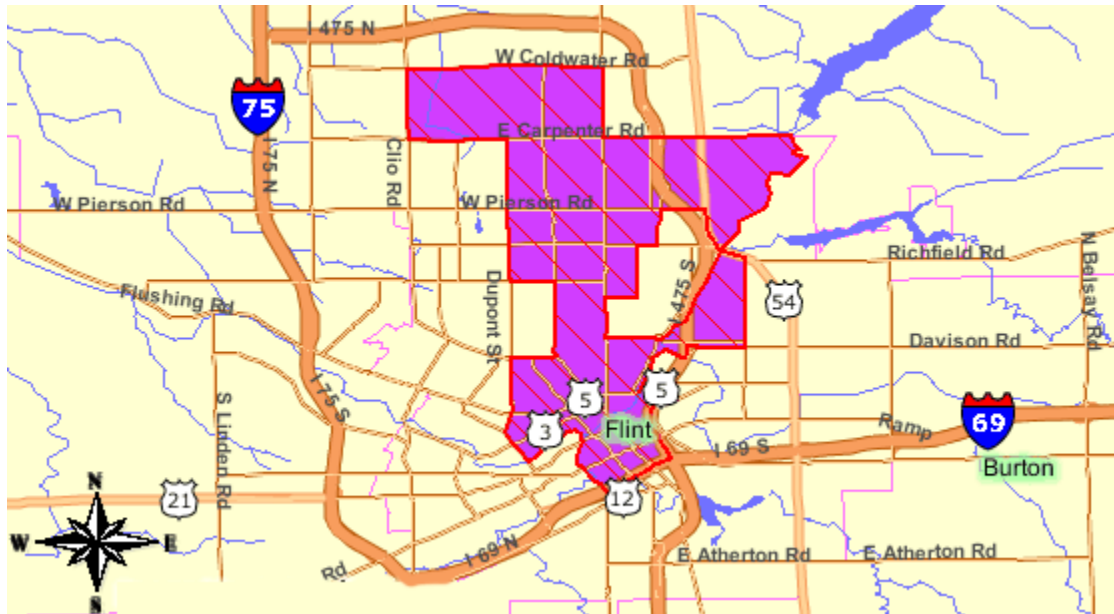 I 475 N
W Coldwater Rd
75
E Carpenter Rd
I 75 N
Clio Rd
W Pierson Rd
W Pierson Rd
Richfield Rd
N Belsay Rd
Flushing Rd
Dupont St
I 475 S
54
Davison Rd
I 75 S
S Linden Rd
5
5
3
Flint
Ramp
69
I 69 S
Burton
21
12
N
W
E
S
I 69 N
Rd
E Atherton Rd
E Atherton Rd